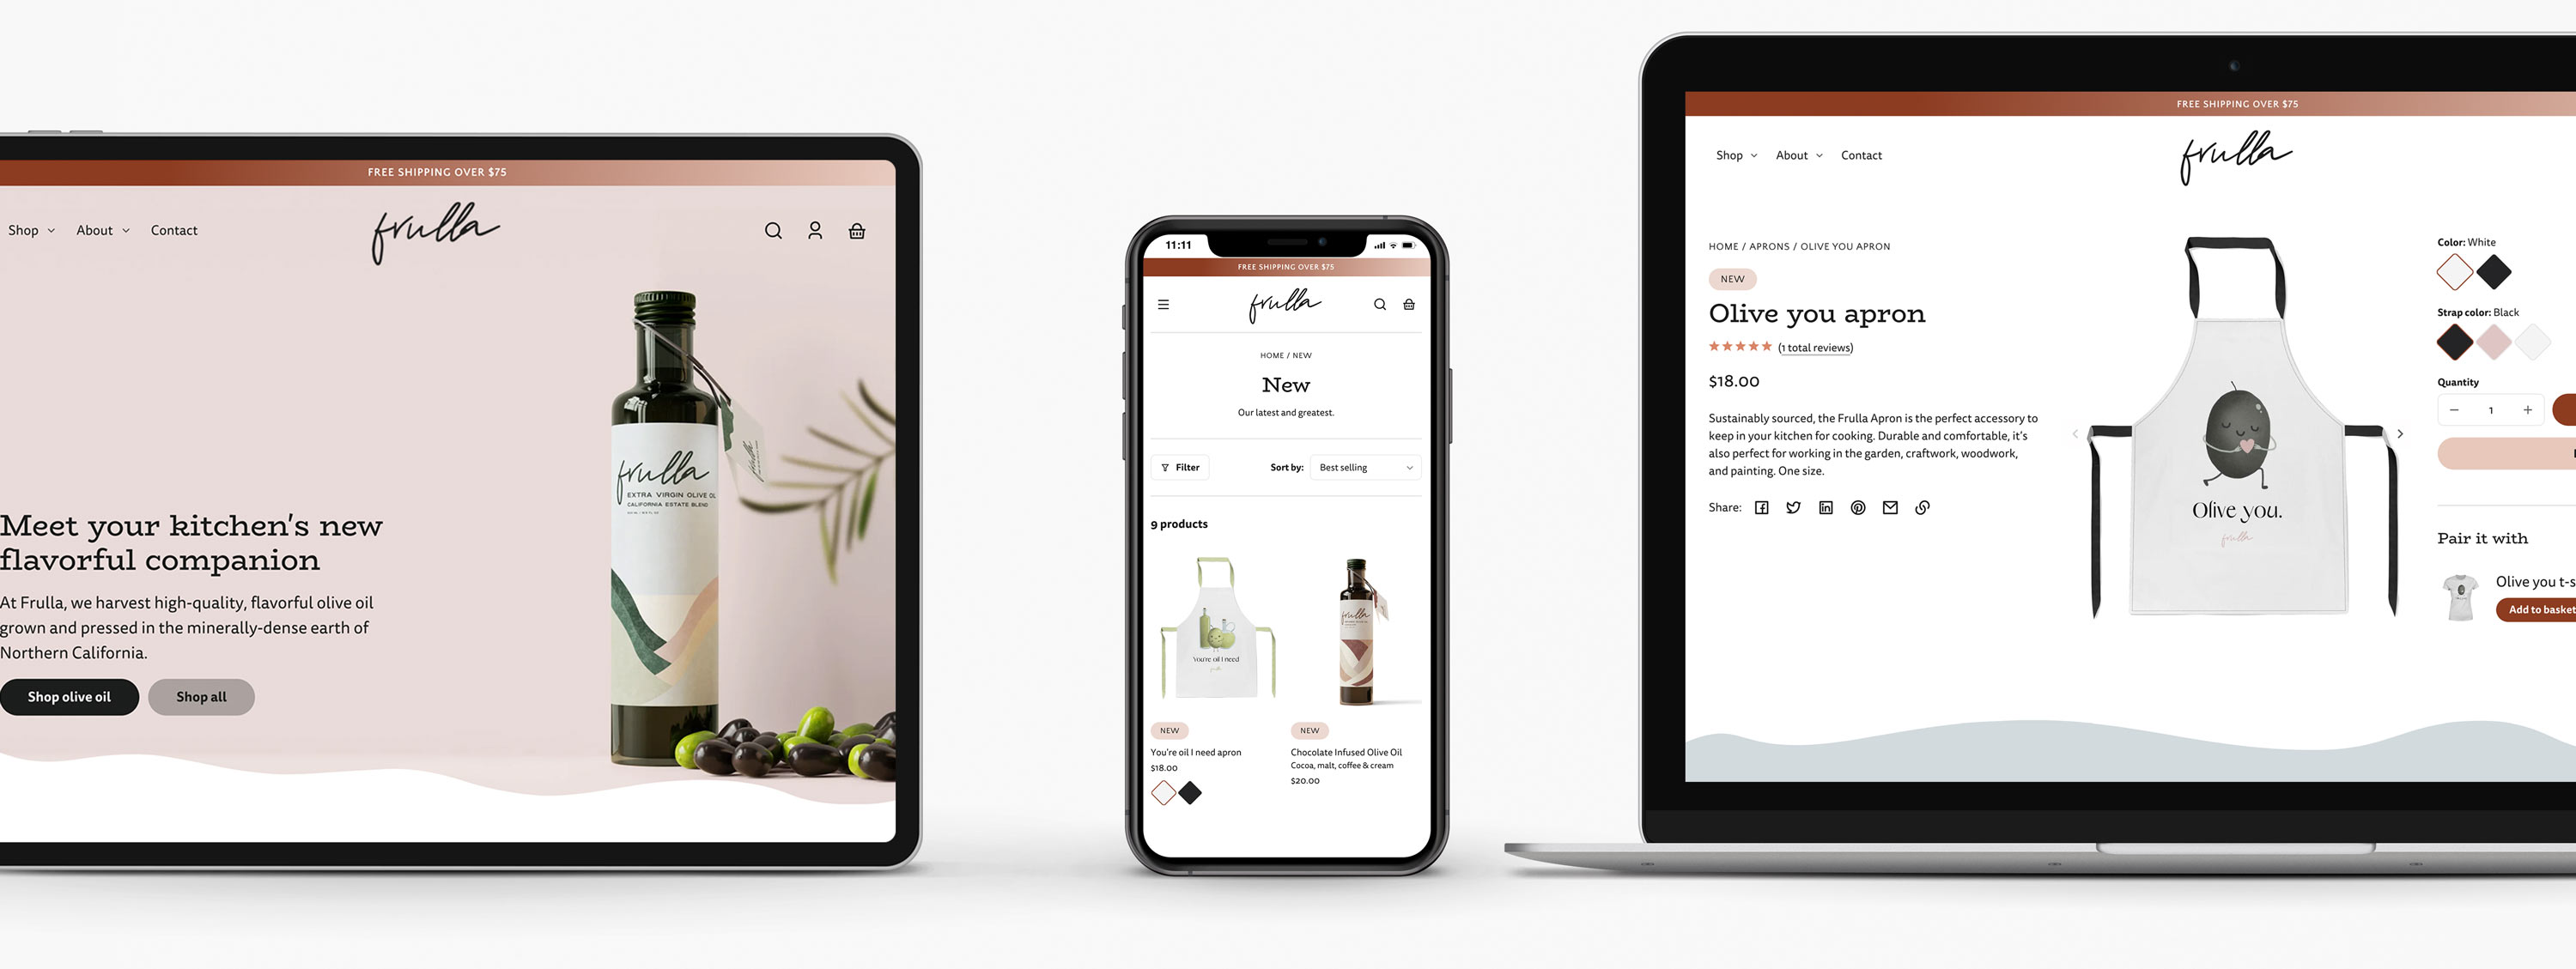 FREE SHIPPING OVER $75
Shop
About
Contact
frulla
frulla
EXTRA VIRGIN OLIVE OIL
CALIFORNIA ESTATE BLEND
Meet your kitchen's new
flavorful companion
At Frulla, we harvest high-quality, flavorful olive oil
grown and pressed in the minerally-dense earth of
Northern California.
Shop olive oil
Shop all
11:11
FREE SHIPPING OVER $75
frulla
HOME / NEW
New
Our latest and greatest.
Filter
Sort by:
Best selling
9 products
You're oil I need
frulla
NEW
You're oil I need apron
$18.00
NEW
Chocolate Infused Olive Oil
Cocoa, malt, coffee & cream
$20.00
FREE SHIPPING OVER $75
Shop
About
Contact
frulla
HOME / APRONS / OLIVE YOU APRON
NEW
Olive you apron
(1 total reviews)
$18.00
Sustainably sourced, the Frulla Apron is the perfect accessory to
keep in your kitchen for cooking. Durable and comfortable, it's
also perfect for working in the garden, craftwork, woodwork,
and painting. One size.
Share:
Olive you.
frulla
Color: White
Strap color: Black
Quantity
1
Pair it with
Olive you t-s
Add to basket